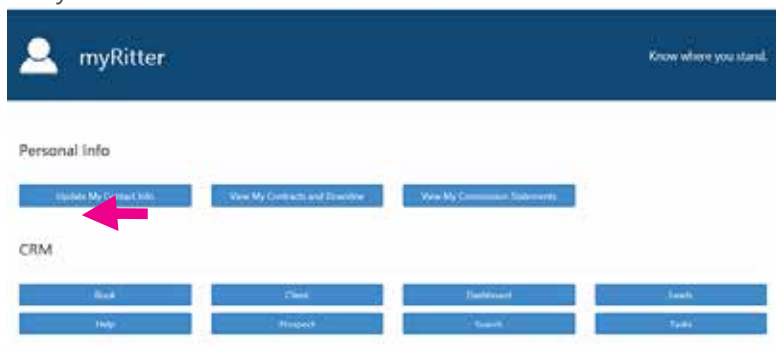 myRitter
Know where you stand.
Personal Info
Update My Contact Info
View My Contracts and Downline
View My Commission Statements
CRM
Book
Client
Dashboard
Leads
Help
Prospect
Search
Tasks